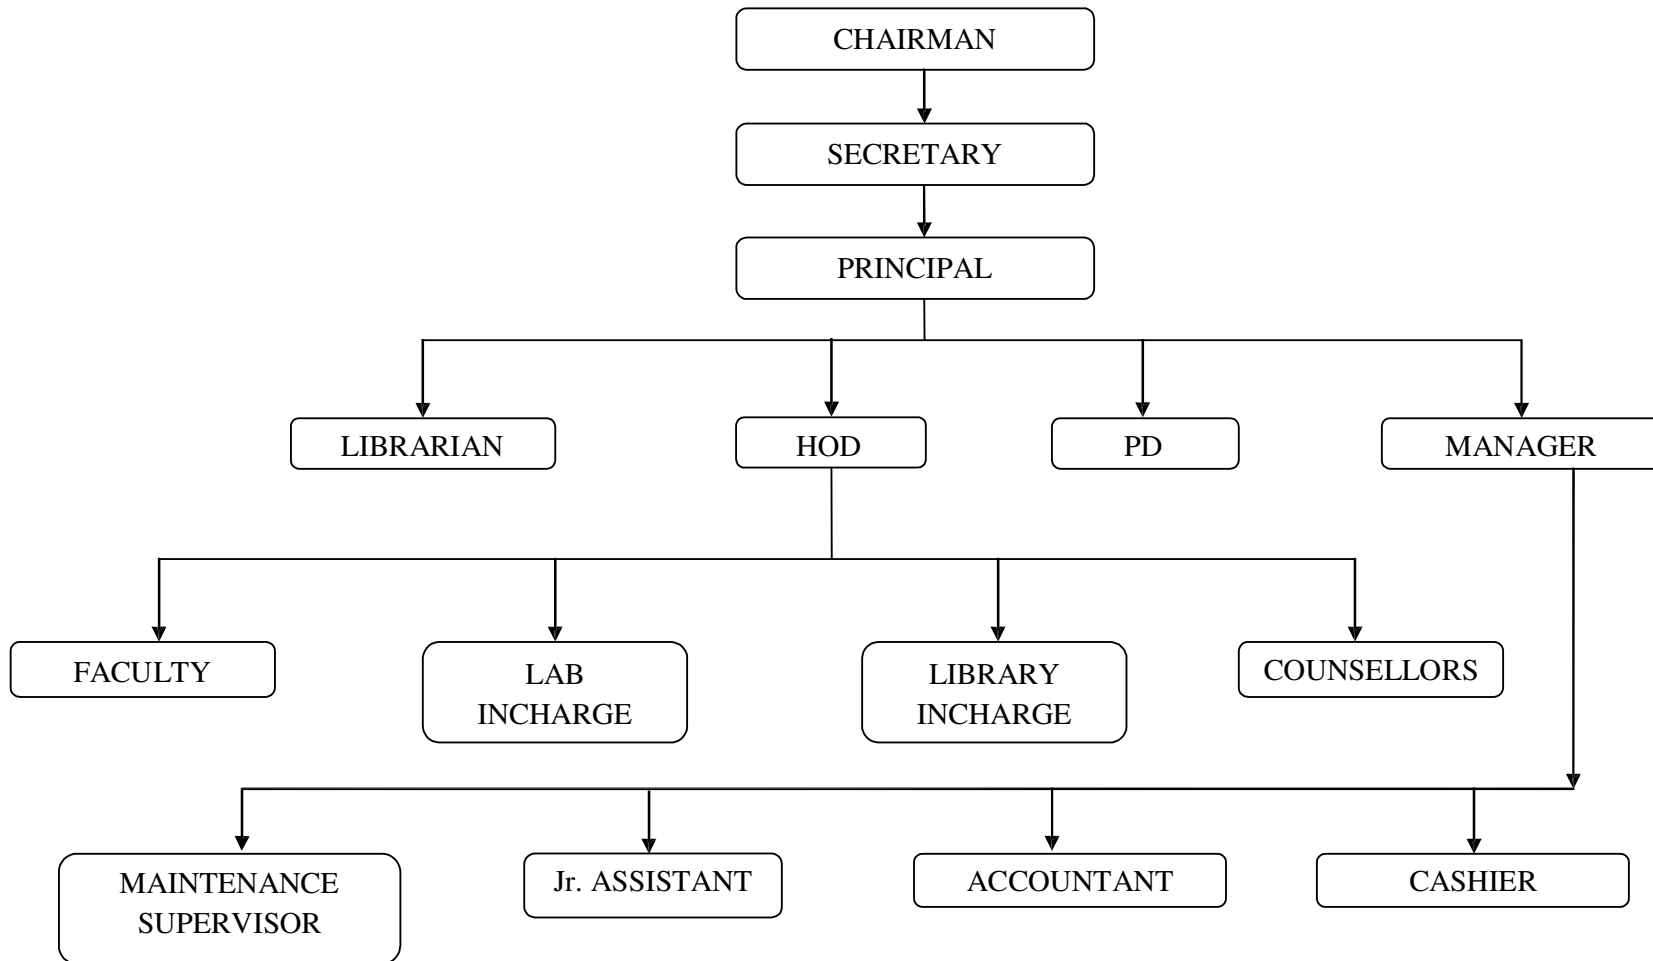 CHAIRMAN
SECRETARY
PRINCIPAL
LIBRARIAN
HOD
PD
MANAGER
FACULTY
LAB
INCHARGE
LIBRARY
INCHARGE
COUNSELLORS
MAINTENANCE
SUPERVISOR
Jr. ASSISTANT
ACCOUNTANT
CASHIER